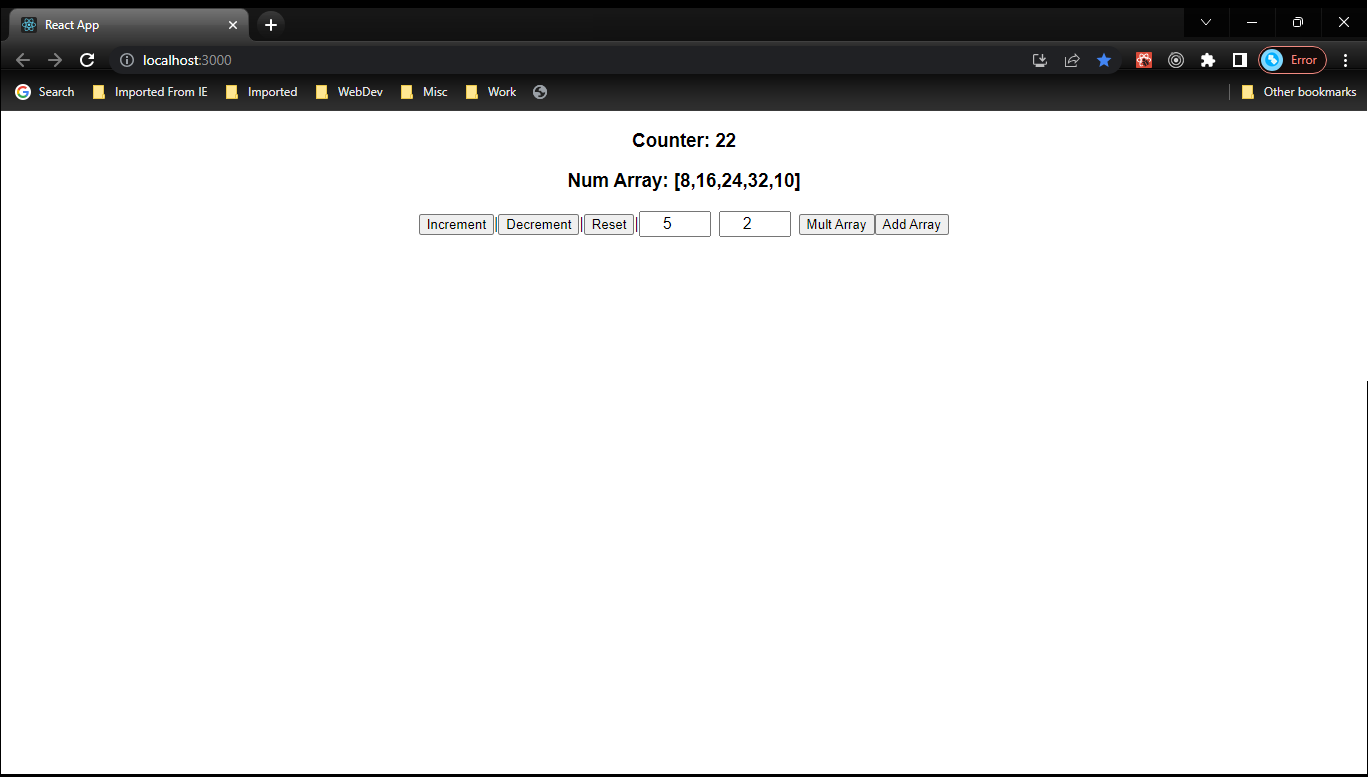 React App
localhost:3000
Error
Search Imported From IE Imported WebDev Misc Work Other bookmarks
Counter: 22
Num Array: [8,16,24,32,10]
Increment|Decrement|Reset|5 2 Mult Array Add Array